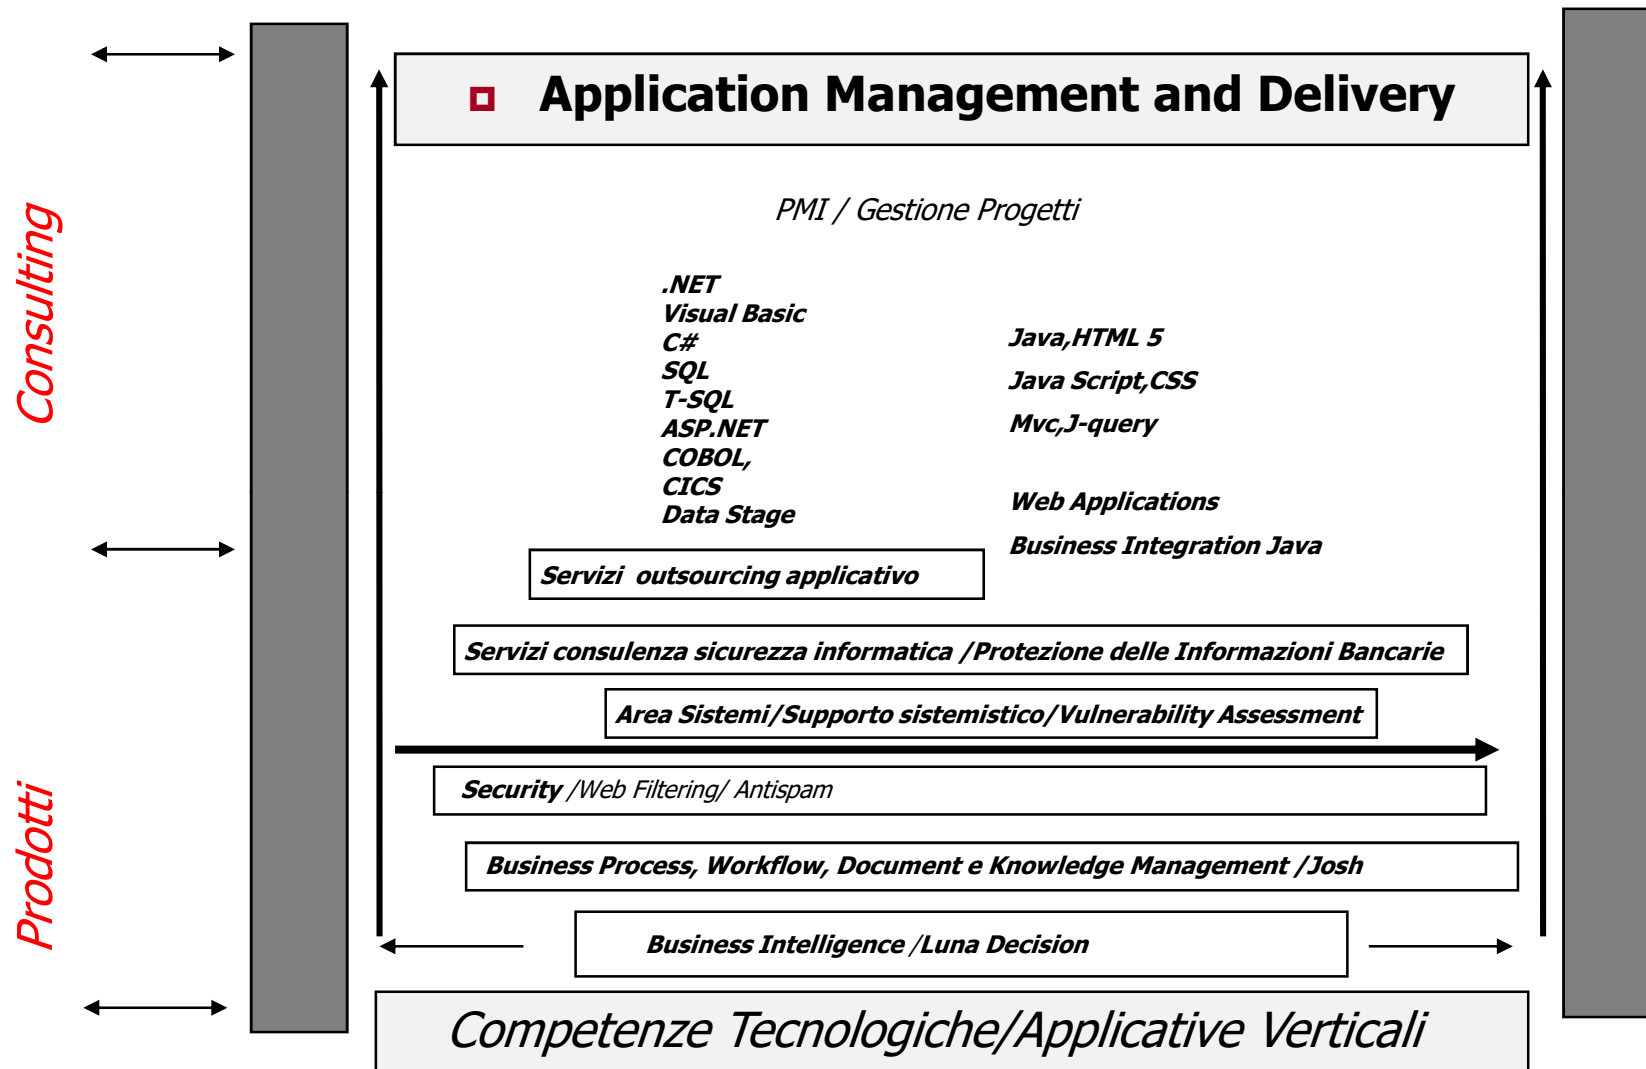 Application Management and Delivery
Consulting
PMI / Gestione Progetti
.NET
Visual Basic
C#
SQL
T-SQL
ASP.NET
COBOL,
CICS
Data Stage
Java,HTML 5
Java Script,CSS
Mvc,J-query
Web Applications
Business Integration Java
Servizi outsourcing applicativo
Servizi consulenza sicurezza informatica /Protezione delle Informazioni Bancarie
Area Sistemi/Supporto sistemistico/Vulnerability Assessment
Prodotti
Security /Web Filtering/ Antispam
Business Process, Workflow, Document e Knowledge Management /Josh
Business Intelligence /Luna Decision
Competenze Tecnologiche/Applicative Verticali